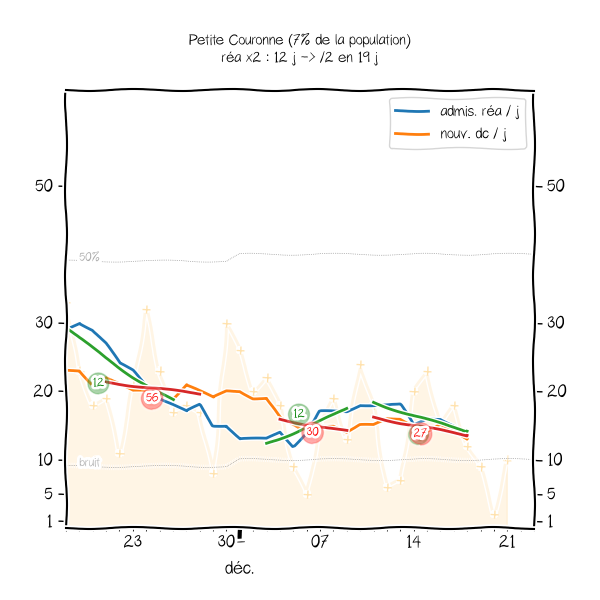 Petite Couronne (7% de la population)
réa x2 : 12 j -> /2 en 19 j
admis. réa / j
nouv. dc / j
50 50
50%
30 30
20 20
12
56
12
30
27
bruit
10 10
5 5
1 1
23 30 07 14 21
déc.